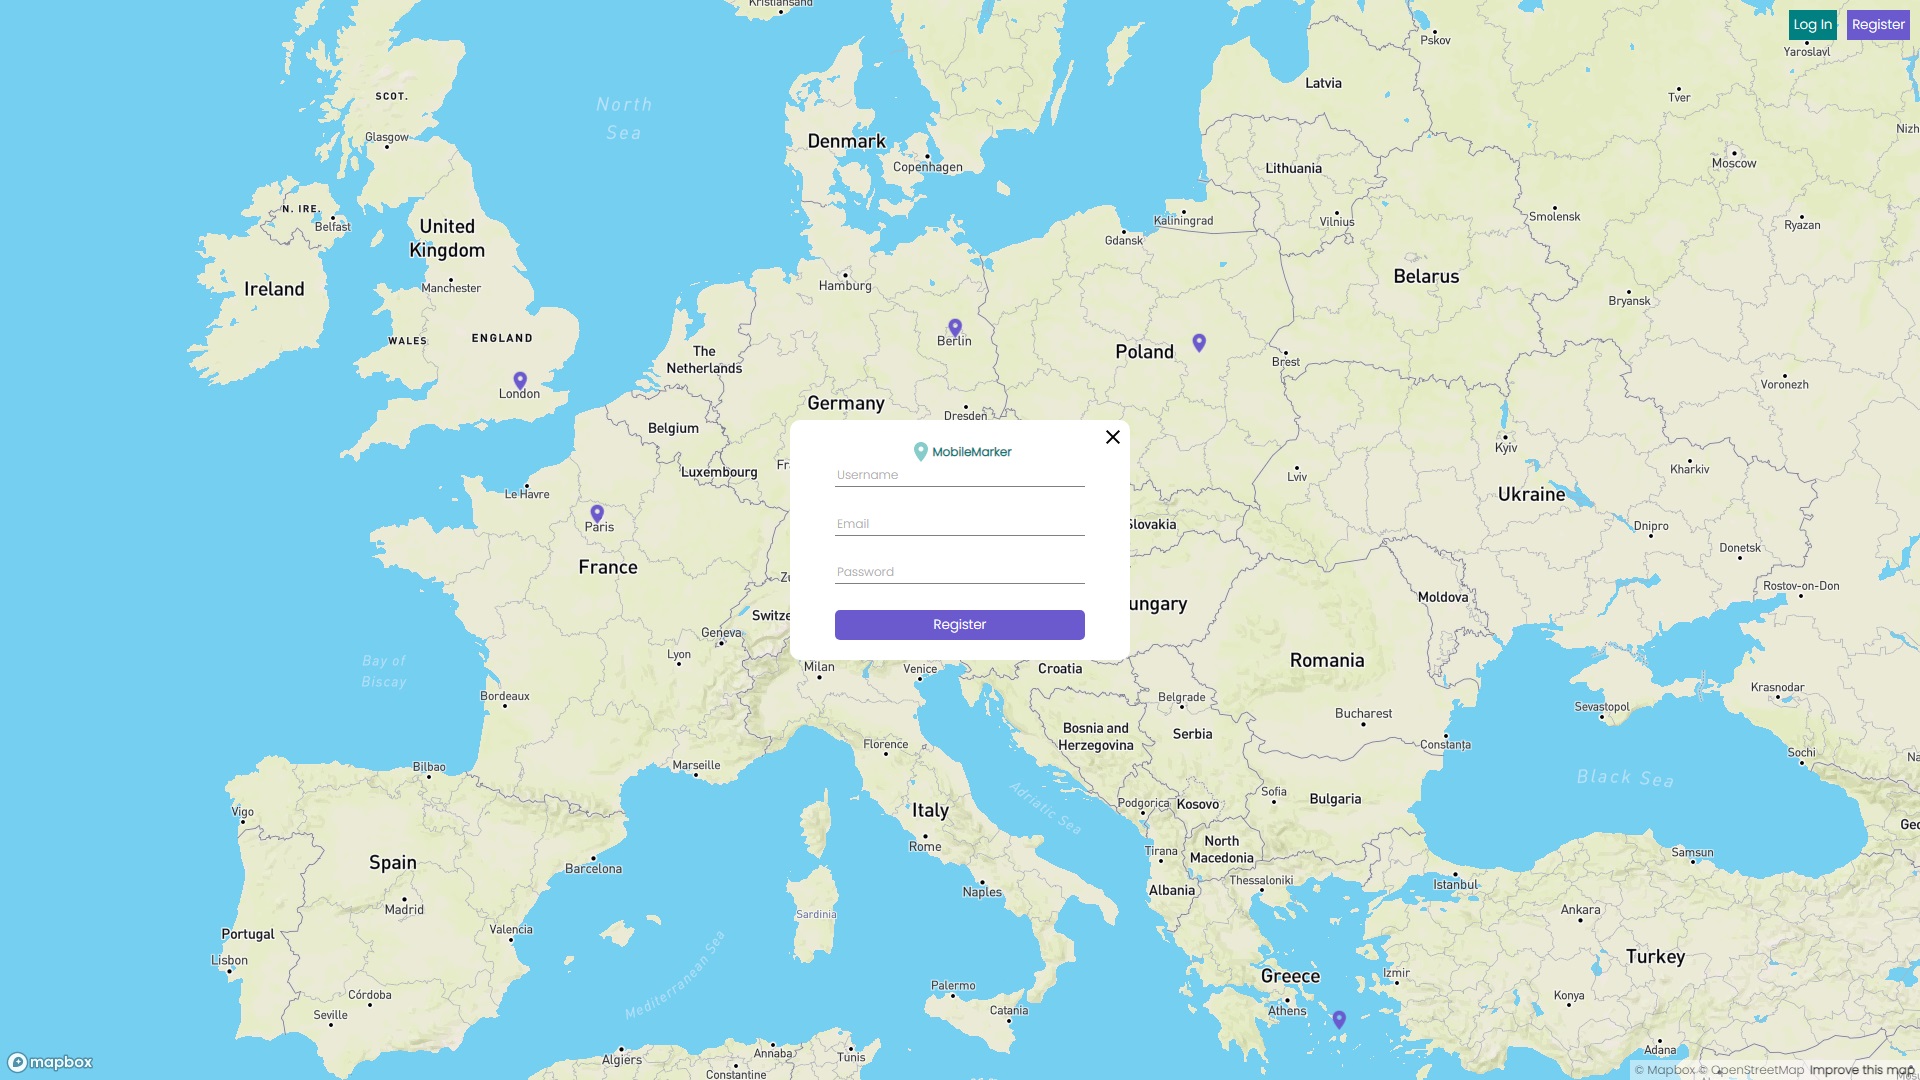 Kristiansand
Log In
Register
Pskov
Yaroslavl
Latvia
SCOT.
Tver
North
Sea
Glasgow
Nizh
Denmark
Copenhagen
Moscow
Lithuania
N. IRE.
Belfast
Kaliningrad
Vilnius
Smolensk
Ryazan
United
Kingdom
Gdansk
Belarus
Ireland
Manchester
Hamburg
Bryansk
WALES
ENGLAND
Berlin
The
Netherlands
Poland
Brest
Voronezh
London
Germany
Dresden
Belgium
Kyiv
MobileMarker
Luxembourg
Fr
Username
Lviv
Kharkiv
Le Havre
Ukraine
Paris
Email
Slovakia
Dnipro
France
Password
Donetsk
Zu
Rostov-on-Don
Switze
ungary
Moldova
Register
Geneva
Lyon
Bay of
Biscay
Milan
Venice
Croatia
Romania
Bordeaux
Belgrade
Krasnodar
Sevastopol
Bucharest
Bosnia and
Herzegovina
Serbia
Florence
Constanța
Sochi
Na
Bilbao
Marseille
Black Sea
Adriatic Sea
Vigo
Podgorica
Kosovo
Sofia
Bulgaria
Italy
Rome
Geo
North
Macedonia
Tirana
Samsun
Spain
Barcelona
Thessaloniki
Istanbul
Naples
Albania
Madrid
Sardinia
Ankara
Portugal
Valencia
Lisbon
Mediterranean Sea
Turkey
Greece
Izmir
Palermo
Córdoba
Konya
Seville
Catania
Athens
Algiers
Annaba
Tunis
Adana
mapbox
Constantine
© Mapbox © OpenStreetMap Improve this map